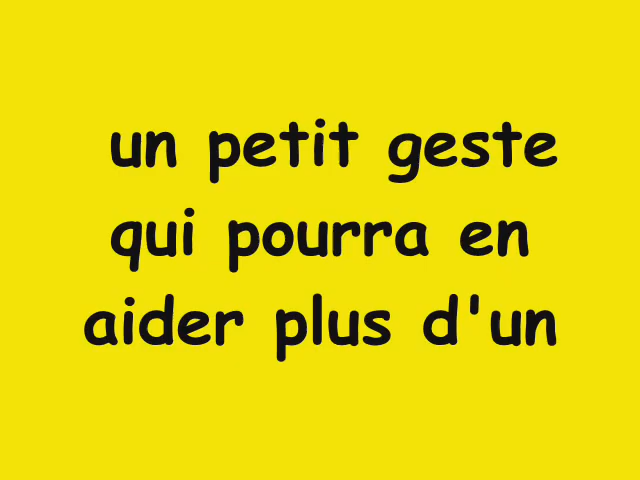 un petit geste
qui pourra en
aider plus d'un